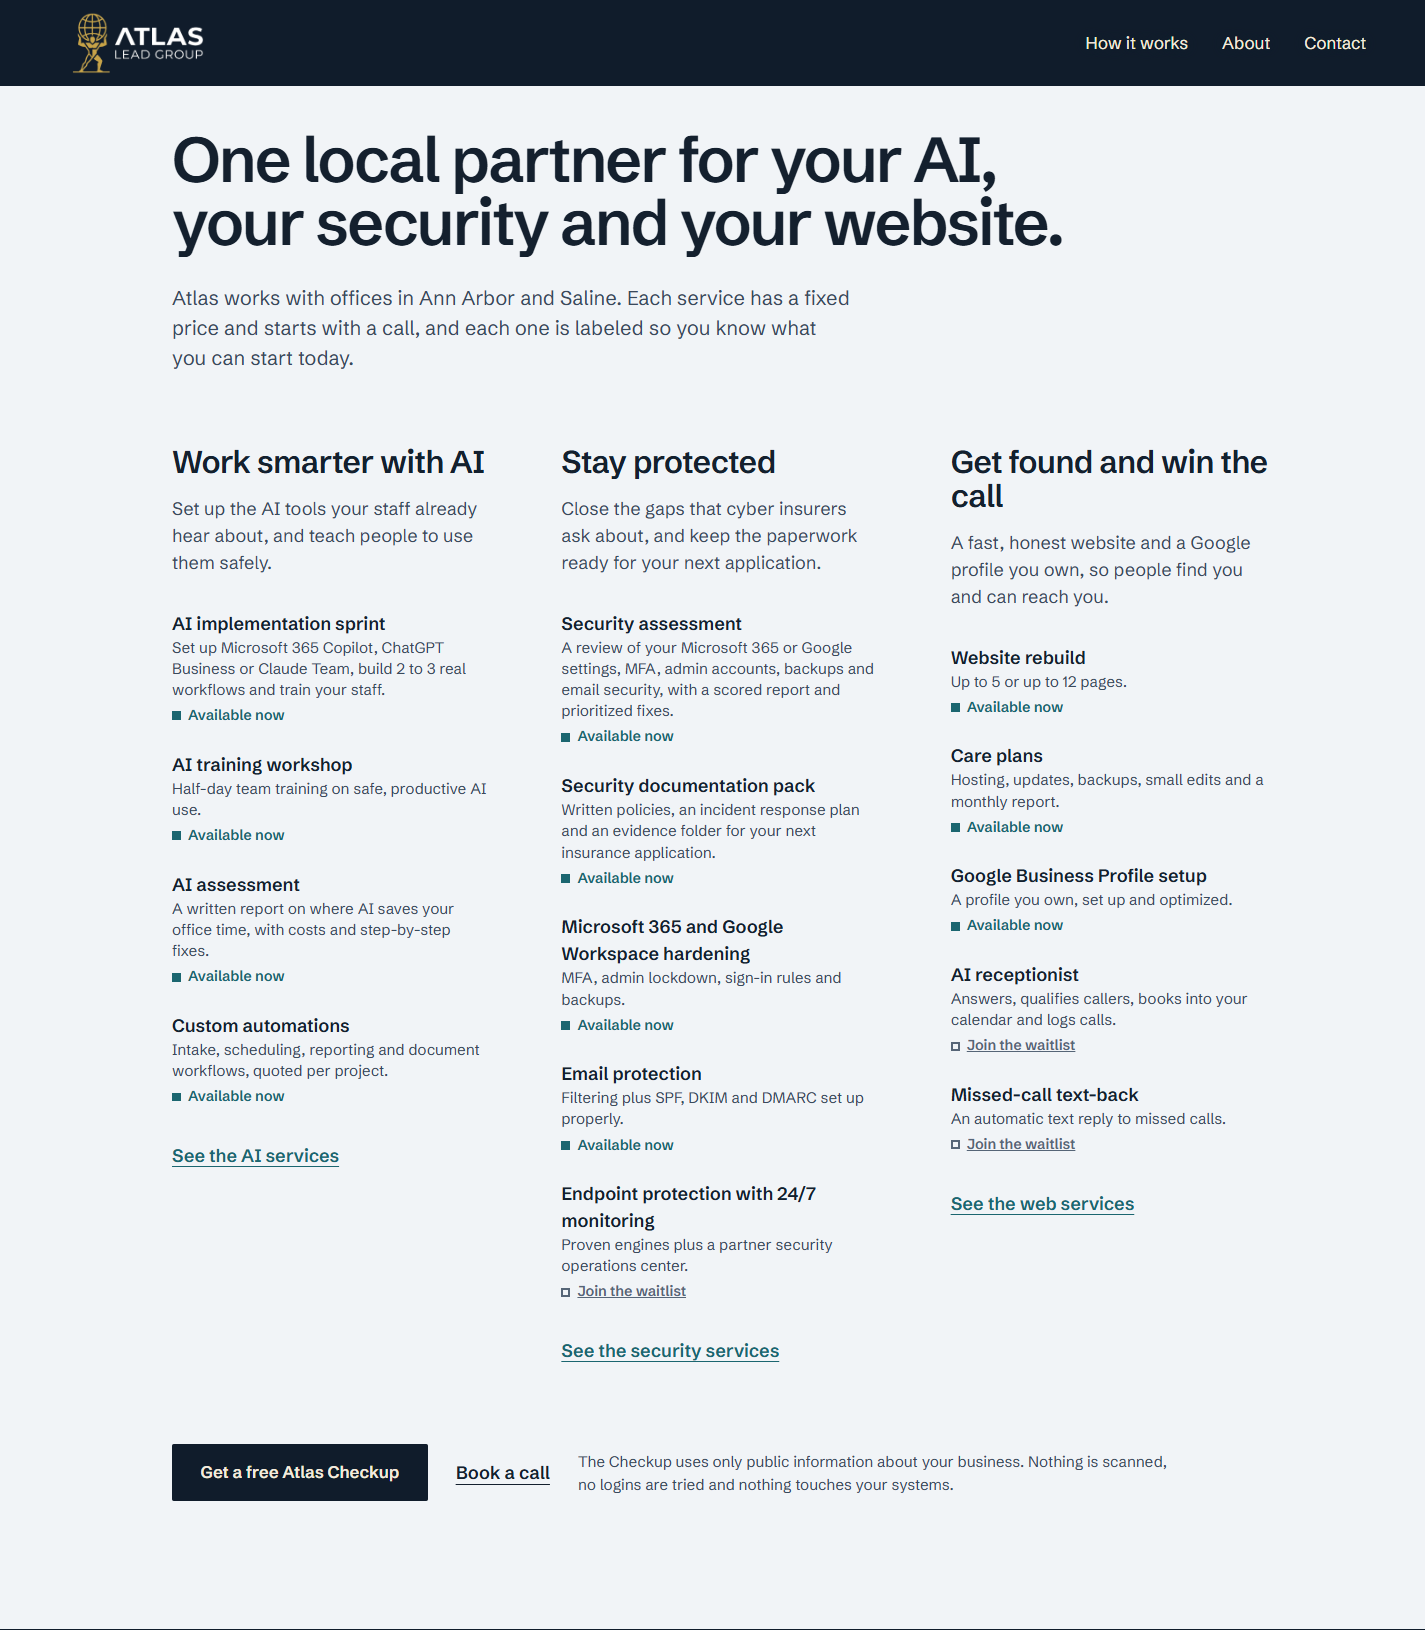 ATLAS
LEAD GROUP
How it works
About
Contact
One local partner for your AI,
your security and your website.
Atlas works with offices in Ann Arbor and Saline. Each service has a fixed
price and starts with a call, and each one is labeled so you know what
you can start today.
Work smarter with AI
Set up the AI tools your staff already
hear about, and teach people to use
them safely.
AI implementation sprint
Set up Microsoft 365 Copilot, ChatGPT
Business or Claude Team, build 2 to 3 real
workflows and train your staff.
Available now
AI training workshop
Half-day team training on safe, productive AI
use.
Available now
AI assessment
A written report on where AI saves your
office time, with costs and step-by-step
fixes.
Available now
Custom automations
Intake, scheduling, reporting and document
workflows, quoted per project.
Available now
See the AI services
Stay protected
Close the gaps that cyber insurers
ask about, and keep the paperwork
ready for your next application.
Security assessment
A review of your Microsoft 365 or Google
settings, MFA, admin accounts, backups and
email security, with a scored report and
prioritized fixes.
Available now
Security documentation pack
Written policies, an incident response plan
and an evidence folder for your next
insurance application.
Available now
Microsoft 365 and Google
Workspace hardening
MFA, admin lockdown, sign-in rules and
backups.
Available now
Email protection
Filtering plus SPF, DKIM and DMARC set up
properly.
Available now
Endpoint protection with 24/7
monitoring
Proven engines plus a partner security
operations center.
Join the waitlist
See the security services
Get found and win the
call
A fast, honest website and a Google
profile you own, so people find you
and can reach you.
Website rebuild
Up to 5 or up to 12 pages.
Available now
Care plans
Hosting, updates, backups, small edits and a
monthly report.
Available now
Google Business Profile setup
A profile you own, set up and optimized.
Available now
AI receptionist
Answers, qualifies callers, books into your
calendar and logs calls.
Join the waitlist
Missed-call text-back
An automatic text reply to missed calls.
Join the waitlist
See the web services
Get a free Atlas Checkup
Book a call
The Checkup uses only public information about your business. Nothing is scanned,
no logins are tried and nothing touches your systems.